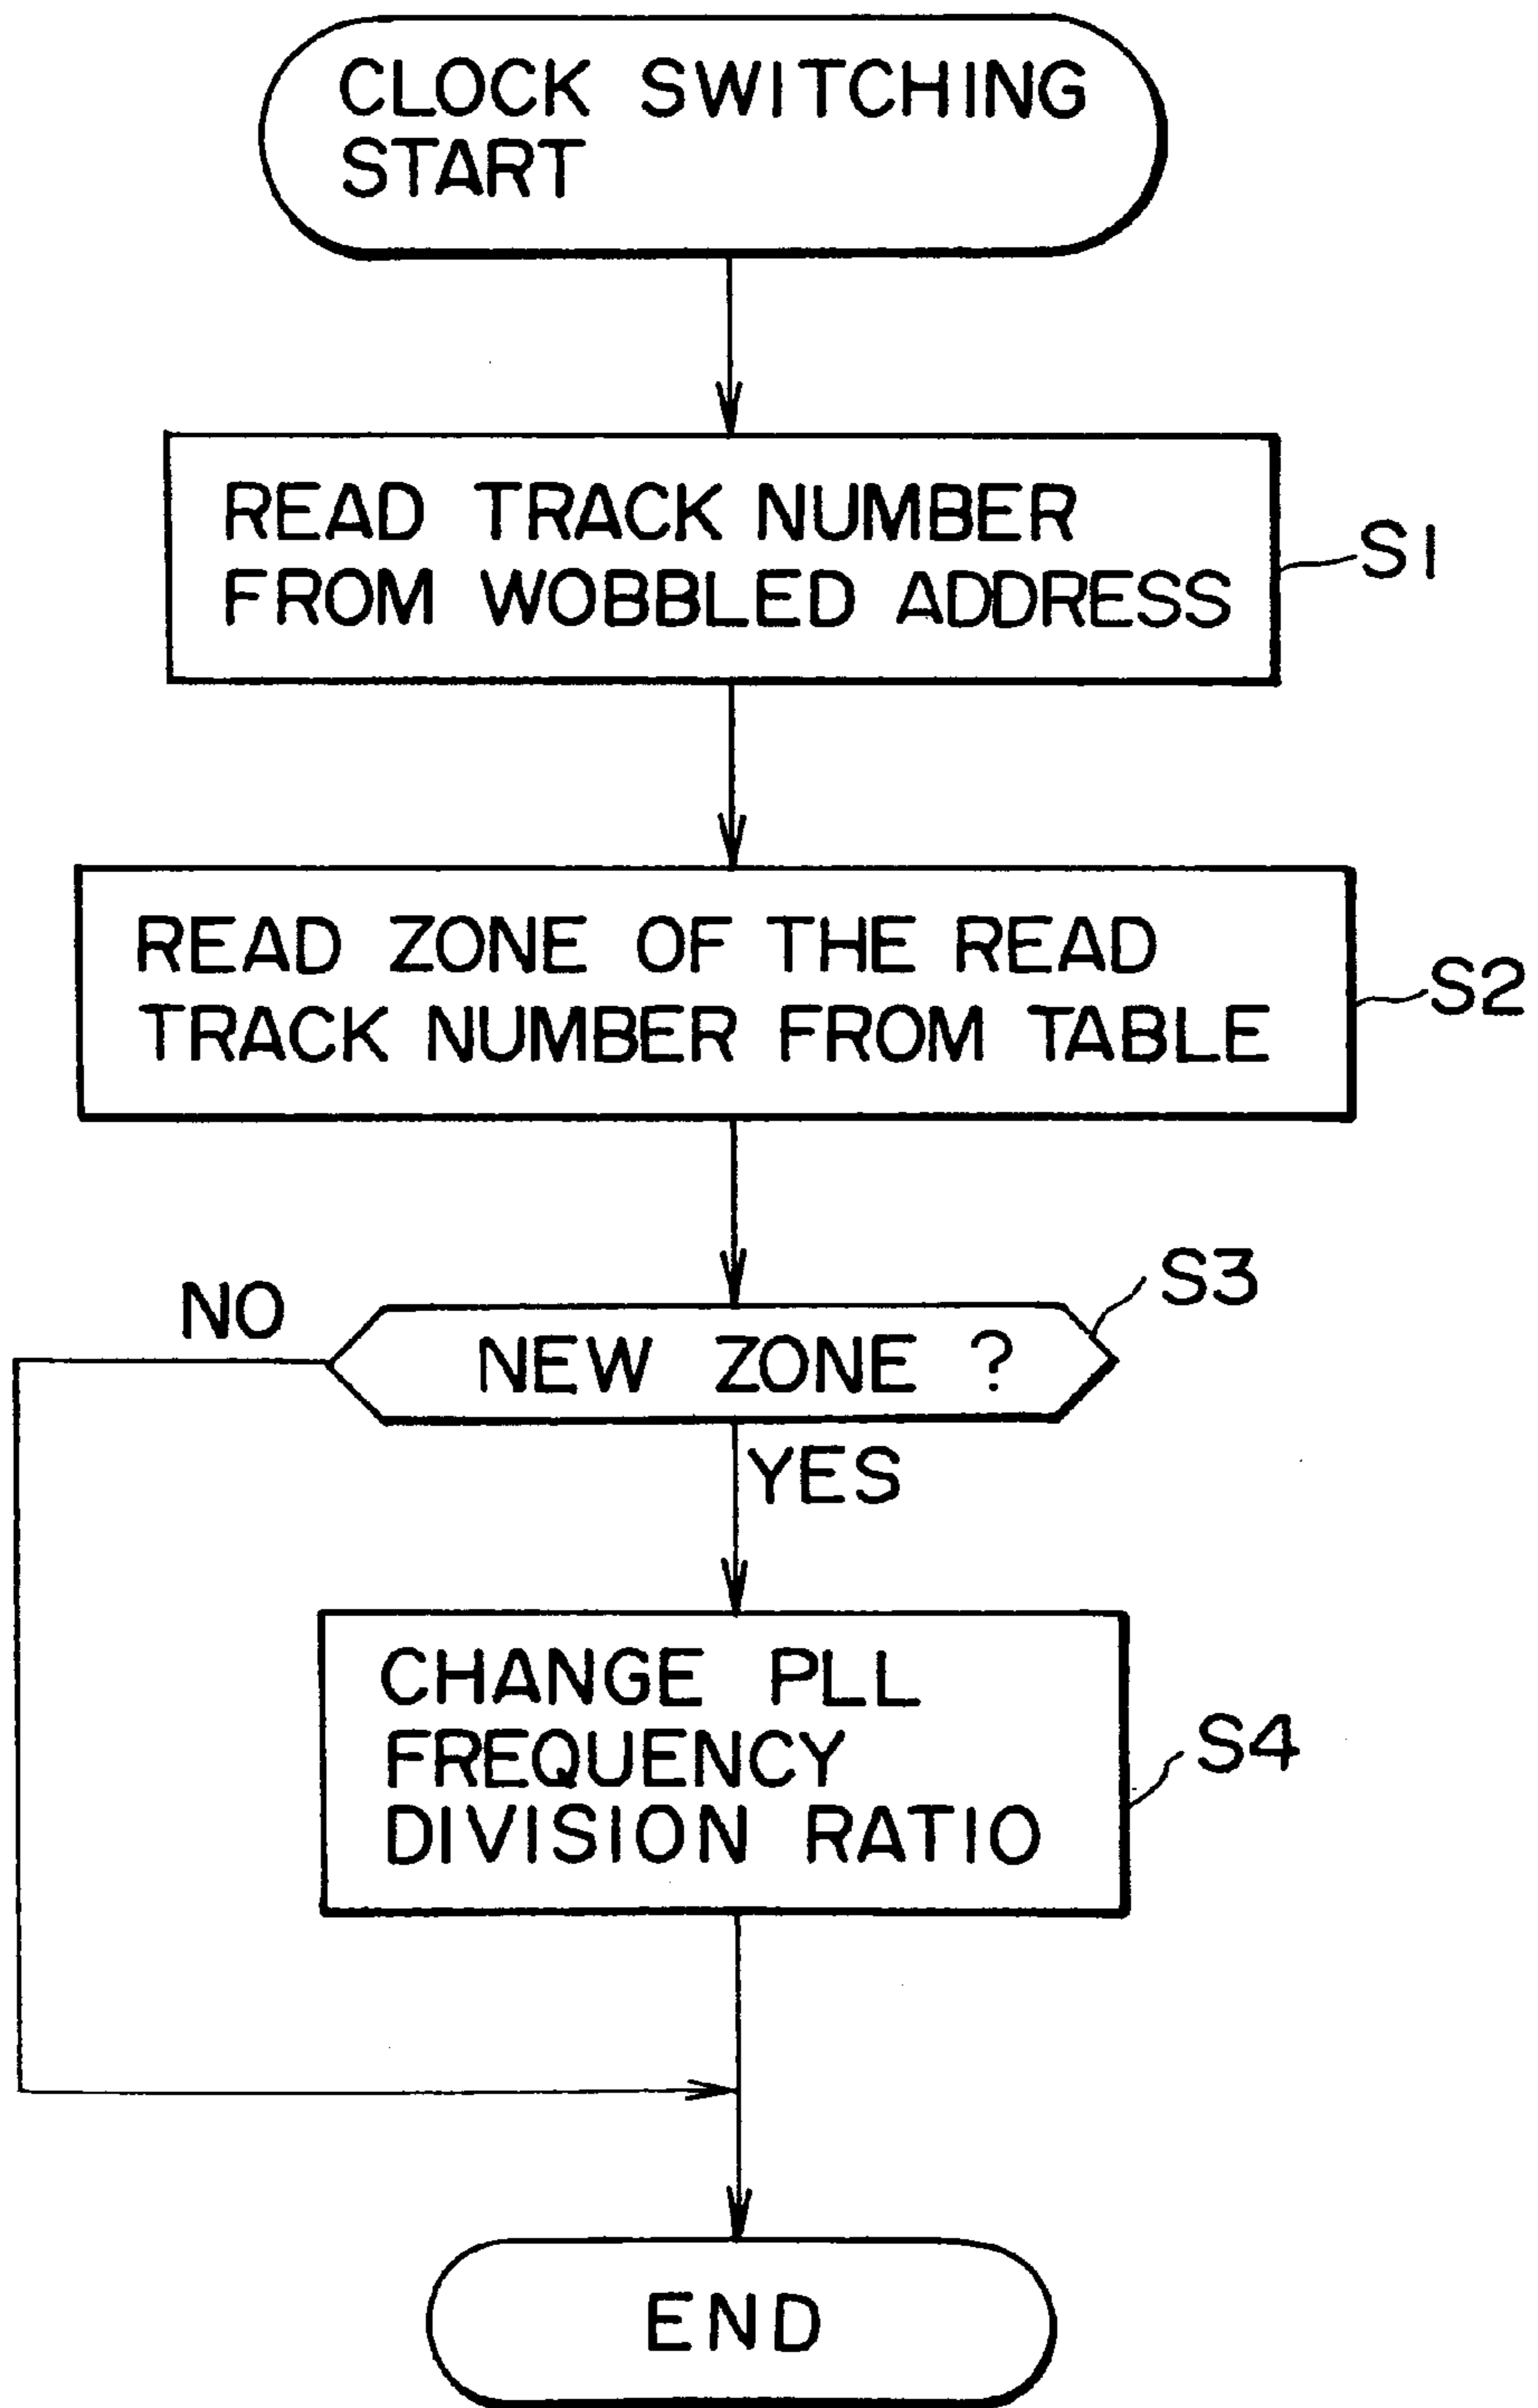 CLOCK SWITCHING
START
READ TRACK NUMBER
FROM WOBBLED ADDRESS
S1
READ ZONE OF THE READ
TRACK NUMBER FROM TABLE
S2
S3
NO
NEW ZONE ?
YES
CHANGE PLL
FREQUENCY
DIVISION RATIO
S4
END